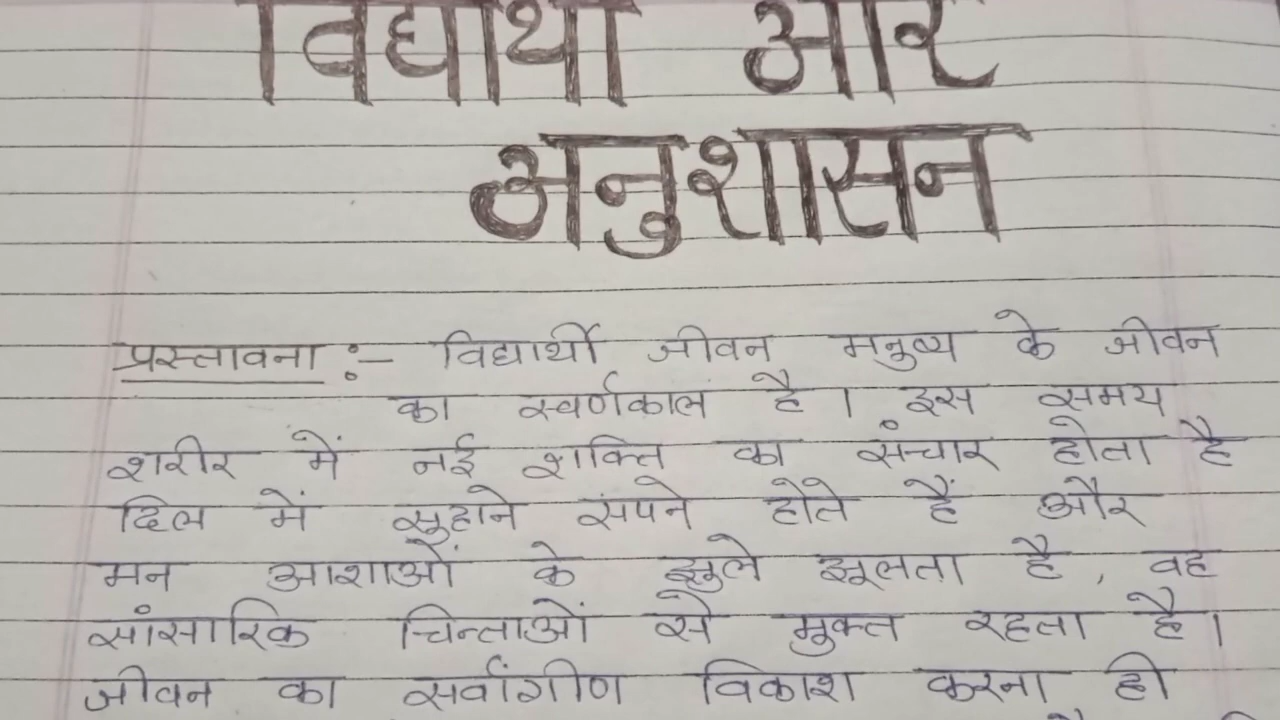 विद्यार्थी और
अनुशासन
प्रस्तावना :- विद्यार्थी जीवन मनुष्य के जीवन
का स्वर्णकाल है । इस समय
शरीर में नई शक्ति का संचार होता है
दिल में सुहाने संपने होते हैं और
मन आशाओं के झुले झूलता है , वह
सांसारिक चिन्ताओं से मुक्त रहता है ।
जीवन का सर्वांगीण विकाश करना ही